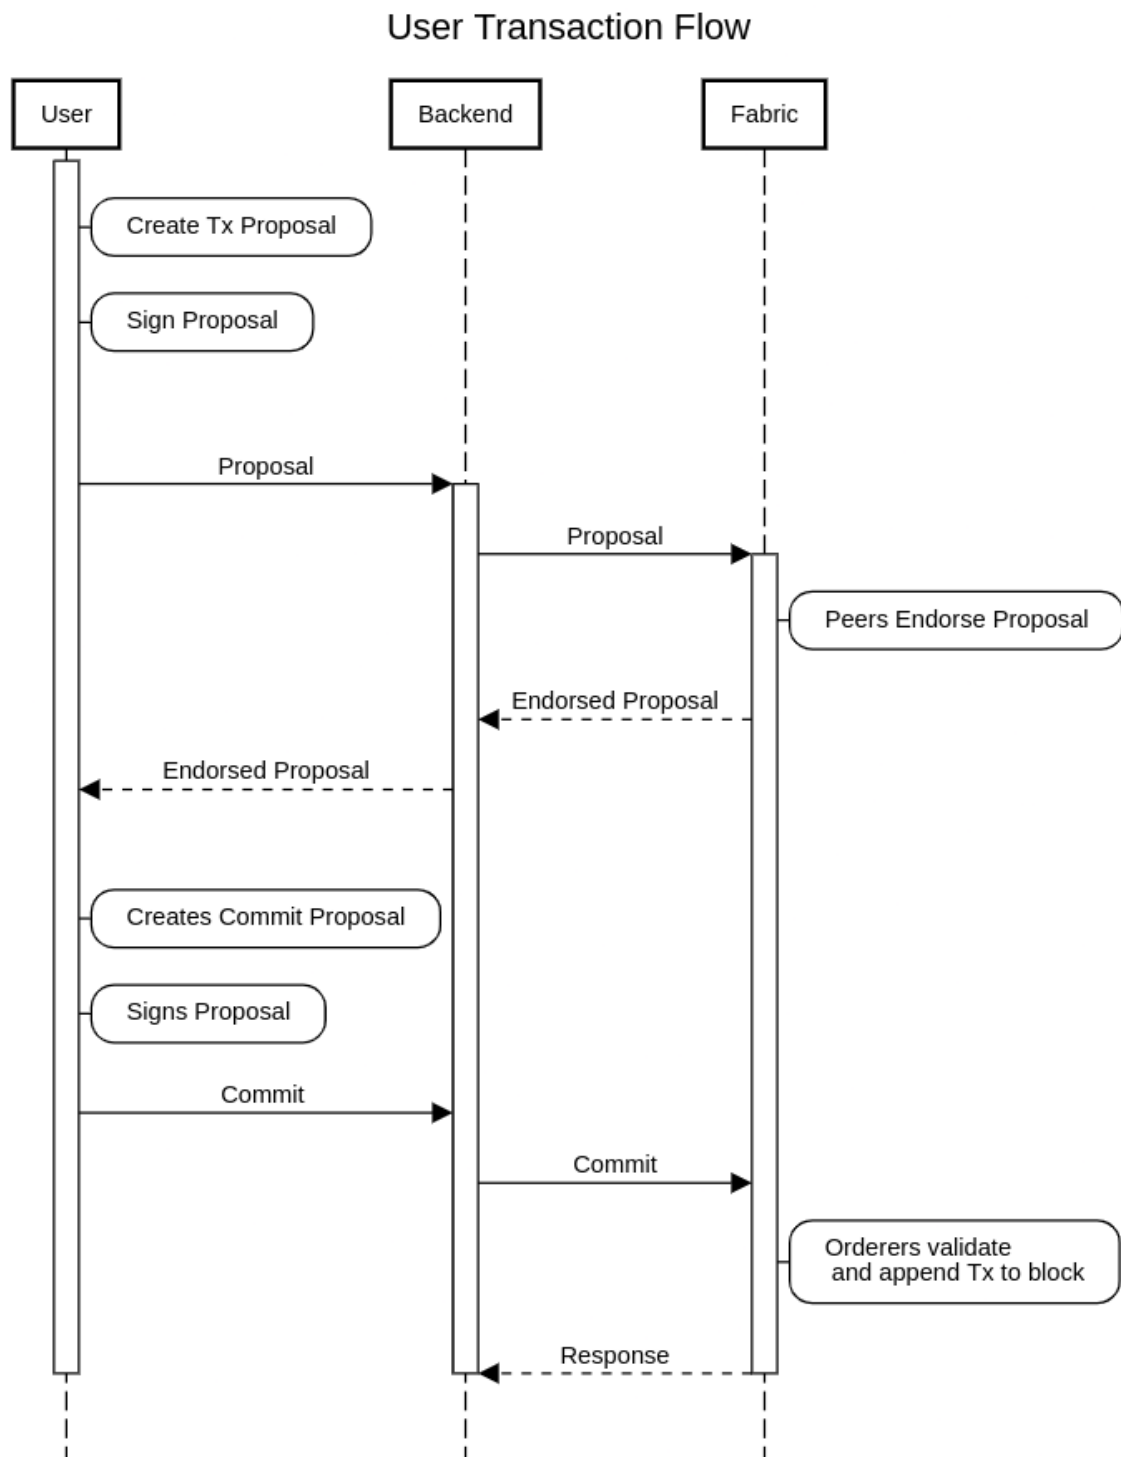 User Transaction Flow
User
Backend
Fabric
Create Tx Proposal
Sign Proposal
Proposal
Proposal
Peers Endorse Proposal
Endorsed Proposal
Endorsed Proposal
Creates Commit Proposal
Signs Proposal
Commit
Commit
Orderers validate
and append Tx to block
Response